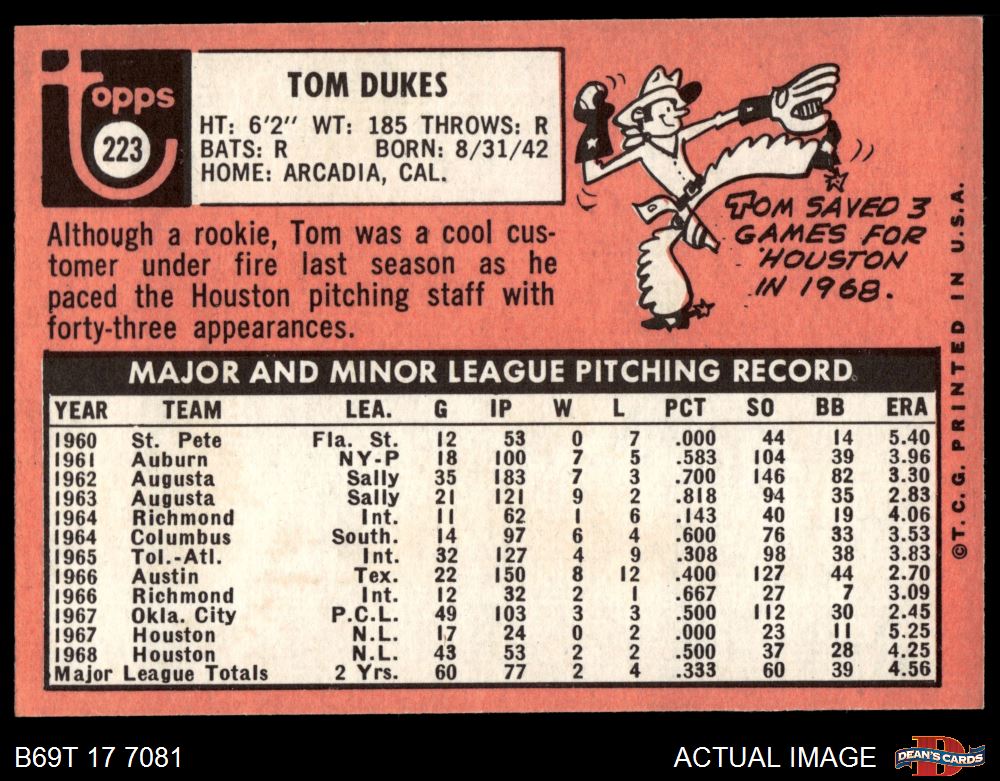 Topps
223
TOM DUKES
HT: 6'2" WT: 185 THROWS: R
BATS: R BORN: 8/31/42
HOME: ARCADIA, CAL.
Although a rookie, Tom was a cool cus-
tomer under fire last season as he
paced the Houston pitching staff with
forty-three appearances.
TOM SAVED 3
GAMES FOR
HOUSTON
IN 1968.
MAJOR AND MINOR LEAGUE PITCHING RECORD
YEAR TEAM LEA. G IP W L PCT SO BB ERA
1960 St. Pete Fla. St. 12 53 0 7 .000 44 14 5.40
1961 Auburn NY-P 18 100 7 5 .583 104 39 3.96
1962 Augusta Sally 35 183 7 3 .700 146 82 3.30
1963 Augusta Sally 21 121 9 2 .818 94 35 2.83
1964 Richmond Int. 11 62 1 6 .143 40 19 4.06
1964 Columbus South. 14 97 6 4 .600 76 33 3.53
1965 Tol.-Atl. Int. 32 127 4 9 .308 98 38 3.83
1966 Austin Tex. 22 150 8 12 .400 127 44 2.70
1966 Richmond Int. 12 32 2 1 .667 27 7 3.09
1967 Okla. City P.C.L. 49 103 3 3 .500 112 30 2.45
1967 Houston N.L. 17 24 0 2 .000 23 11 5.25
1968 Houston N.L. 43 53 2 2 .500 37 28 4.25
Major League Totals 2 Yrs. 60 77 2 4 .333 60 39 4.56
©T.C.G. PRINTED IN U.S.A.
B69T 17 7081 ACTUAL IMAGE
DEAN'S CARDS